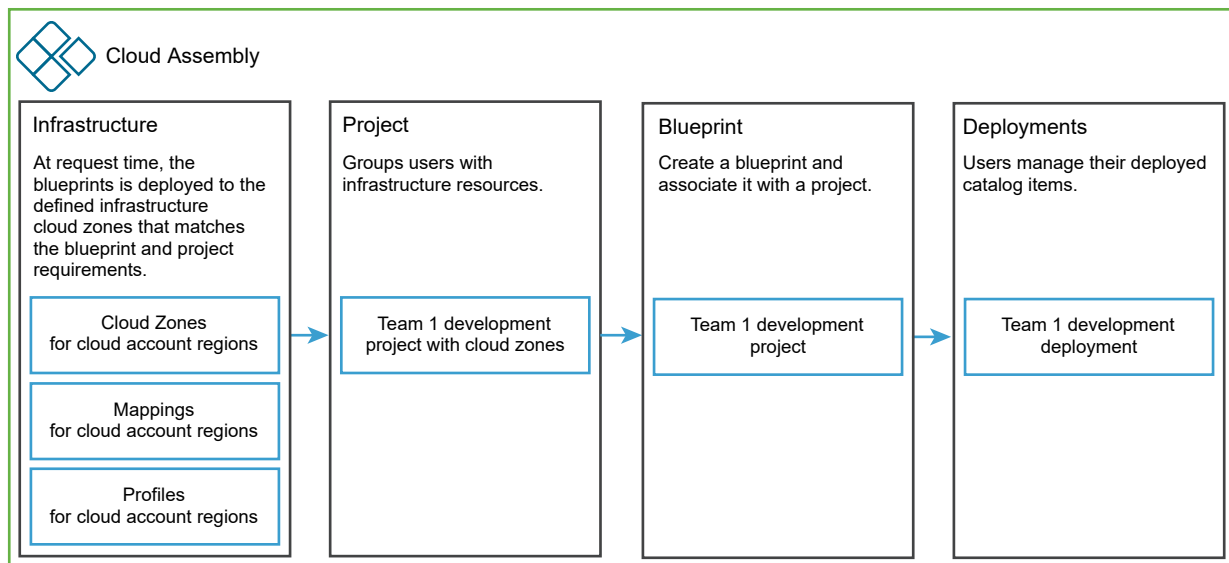 Cloud Assembly
Infrastructure
At request time, the
blueprints is deployed to the
defined infrastructure
cloud zones that matches
the blueprint and project
requirements.
Cloud Zones
for cloud account regions
Mappings
for cloud account regions
Profiles
for cloud account regions
Project
Groups users with
infrastructure resources.
Team 1 development
project with cloud zones
Blueprint
Create a blueprint and
associate it with a project.
Team 1 development
project
Deployments
Users manage their deployed
catalog items.
Team 1 development
deployment